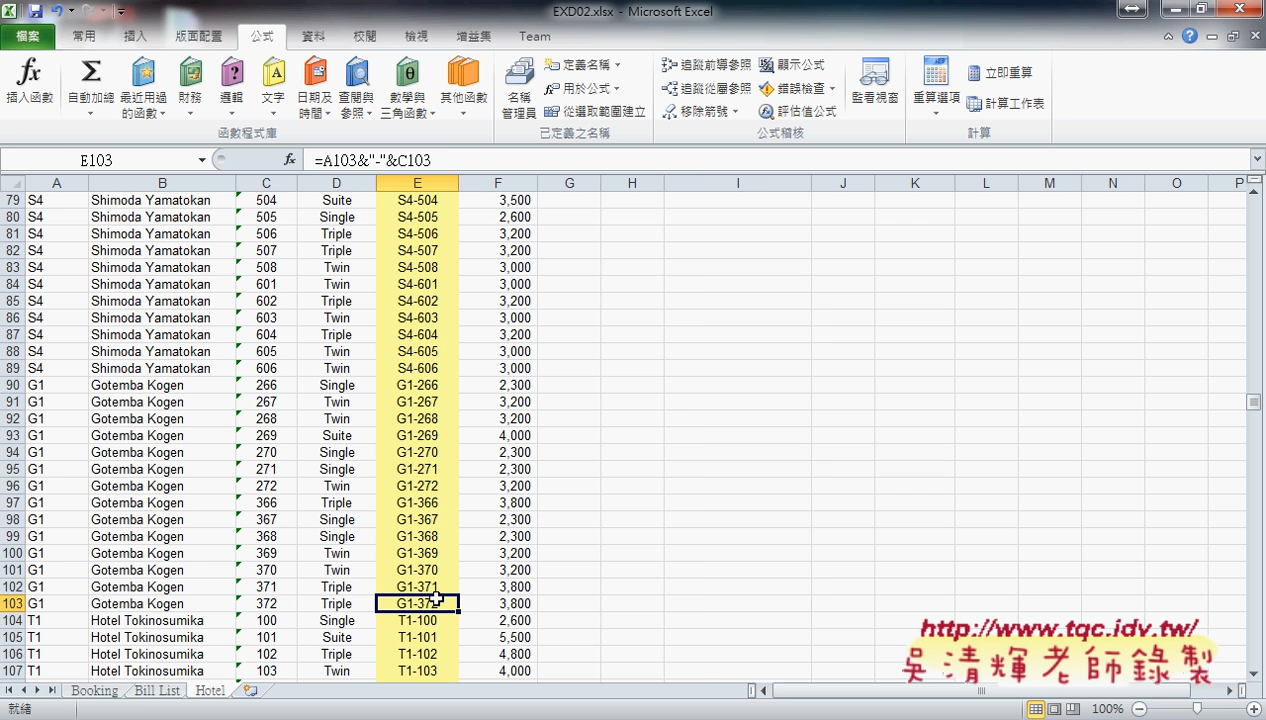 EXD02.xlsx - Microsoft Excel
檔案 常用 插入 版面配置 公式 資料 校閱 檢視 增益集 Team
插入函數 自動加總 最近用過的函數 財務 邏輯 文字 日期及時間 查閱與參照 數學與三角函數 其他函數
函數程式庫
名稱管理員 定義名稱 用於公式 從選取範圍建立
已定義之名稱
追蹤前導參照 追蹤從屬參照 移除箭號 顯示公式 錯誤檢查 評估值公式 監看視窗
公式稽核
重算選項 立即重算 計算工作表
計算
E103 fx =A103&"-"&C103
A B C D E F G H I J K L M N O P
79 S4 Shimoda Yamatokan 504 Suite S4-504 3,500
80 S4 Shimoda Yamatokan 505 Single S4-505 2,600
81 S4 Shimoda Yamatokan 506 Triple S4-506 3,200
82 S4 Shimoda Yamatokan 507 Triple S4-507 3,200
83 S4 Shimoda Yamatokan 508 Twin S4-508 3,000
84 S4 Shimoda Yamatokan 601 Twin S4-601 3,000
85 S4 Shimoda Yamatokan 602 Triple S4-602 3,200
86 S4 Shimoda Yamatokan 603 Twin S4-603 3,000
87 S4 Shimoda Yamatokan 604 Triple S4-604 3,200
88 S4 Shimoda Yamatokan 605 Twin S4-605 3,000
89 S4 Shimoda Yamatokan 606 Twin S4-606 3,000
90 G1 Gotemba Kogen 266 Single G1-266 2,300
91 G1 Gotemba Kogen 267 Twin G1-267 3,200
92 G1 Gotemba Kogen 268 Twin G1-268 3,200
93 G1 Gotemba Kogen 269 Suite G1-269 4,000
94 G1 Gotemba Kogen 270 Single G1-270 2,300
95 G1 Gotemba Kogen 271 Single G1-271 2,300
96 G1 Gotemba Kogen 272 Twin G1-272 3,200
97 G1 Gotemba Kogen 366 Triple G1-366 3,800
98 G1 Gotemba Kogen 367 Single G1-367 2,300
99 G1 Gotemba Kogen 368 Single G1-368 2,300
100 G1 Gotemba Kogen 369 Twin G1-369 3,200
101 G1 Gotemba Kogen 370 Twin G1-370 3,200
102 G1 Gotemba Kogen 371 Triple G1-371 3,800
103 G1 Gotemba Kogen 372 Triple G1-372 3,800
104 T1 Hotel Tokinosumika 100 Single T1-100 2,600
105 T1 Hotel Tokinosumika 101 Suite T1-101 5,500
106 T1 Hotel Tokinosumika 102 Triple T1-102 4,800
107 T1 Hotel Tokinosumika 103 Twin T1-103 4,000
http://www.tqc.idv.tw/
吳清輝老師錄製
Booking Bill List Hotel
就緒 100%